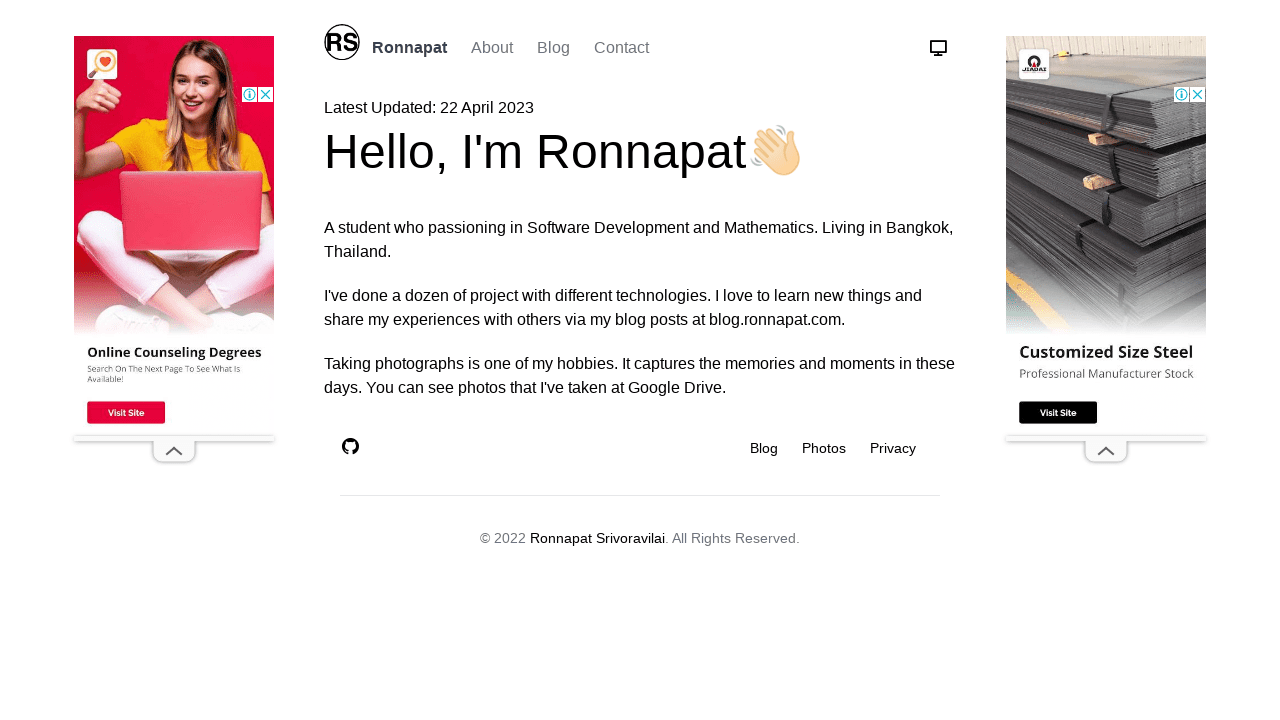 RS
Ronnapat About Blog Contact
Latest Updated: 22 April 2023
Hello, I'm Ronnapat👋🏻
A student who passioning in Software Development and Mathematics. Living in Bangkok,
Thailand.
I've done a dozen of project with different technologies. I love to learn new things and
share my experiences with others via my blog posts at blog.ronnapat.com.
Taking photographs is one of my hobbies. It captures the memories and moments in these
days. You can see photos that I've taken at Google Drive.
Blog Photos Privacy
© 2022 Ronnapat Srivoravilai. All Rights Reserved.
Online Counseling Degrees
Search On The Next Page To See What Is
Available!
Visit Site
JIADAI
Customized Size Steel
Professional Manufacturer Stock
Visit Site